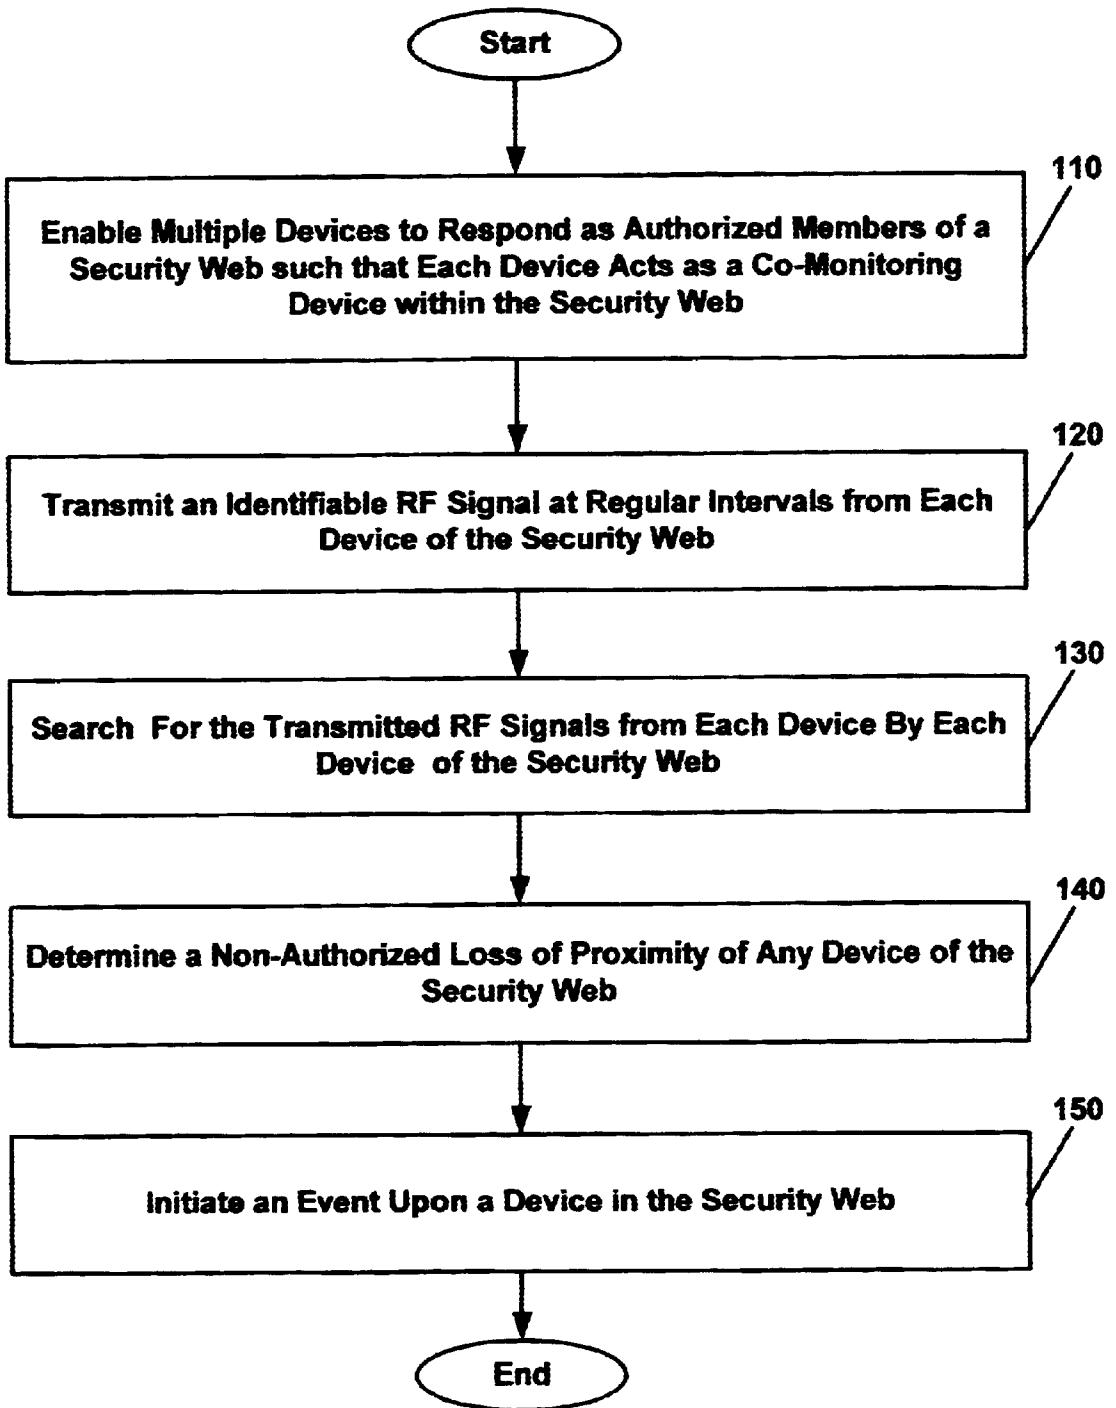 Start
110
Enable Multiple Devices to Respond as Authorized Members of a
Security Web such that Each Device Acts as a Co-Monitoring
Device within the Security Web
120
Transmit an Identifiable RF Signal at Regular Intervals from Each
Device of the Security Web
130
Search For the Transmitted RF Signals from Each Device By Each
Device of the Security Web
140
Determine a Non-Authorized Loss of Proximity of Any Device of the
Security Web
150
Initiate an Event Upon a Device in the Security Web
End